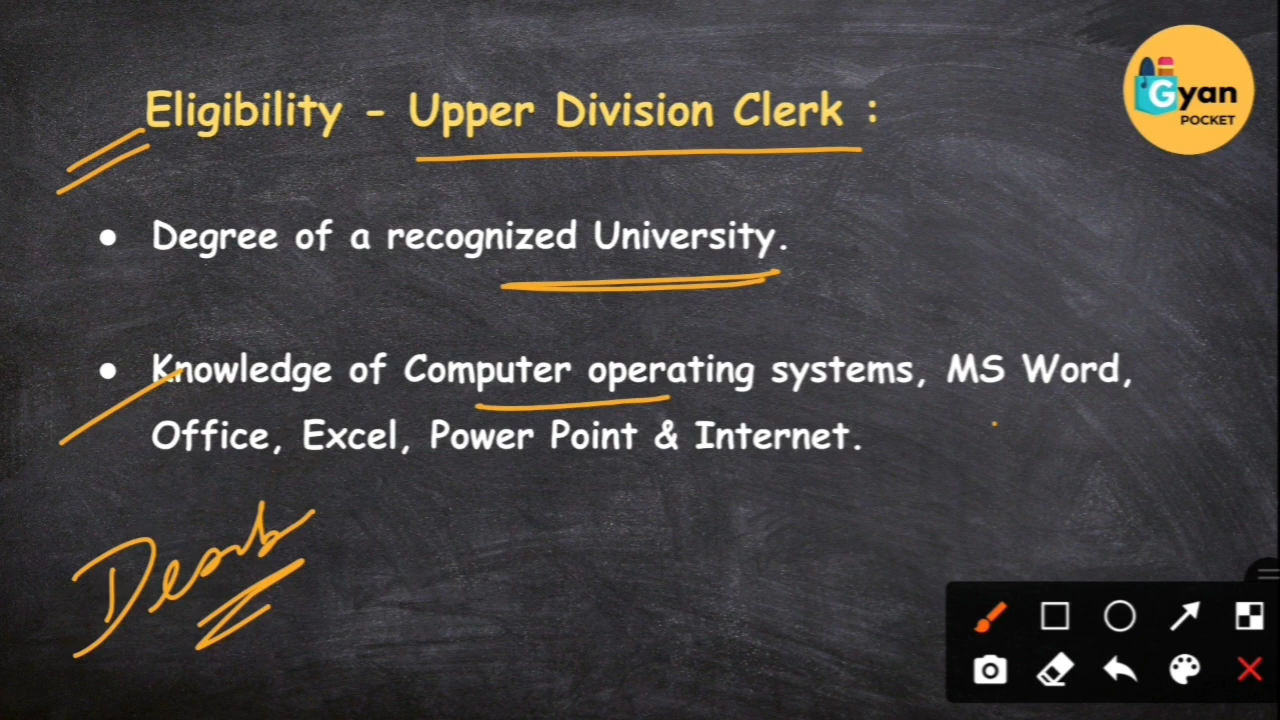 Eligibility - Upper Division Clerk :
Gyan
POCKET
● Degree of a recognized University.
● Knowledge of Computer operating systems, MS Word,
Office, Excel, Power Point & Internet.